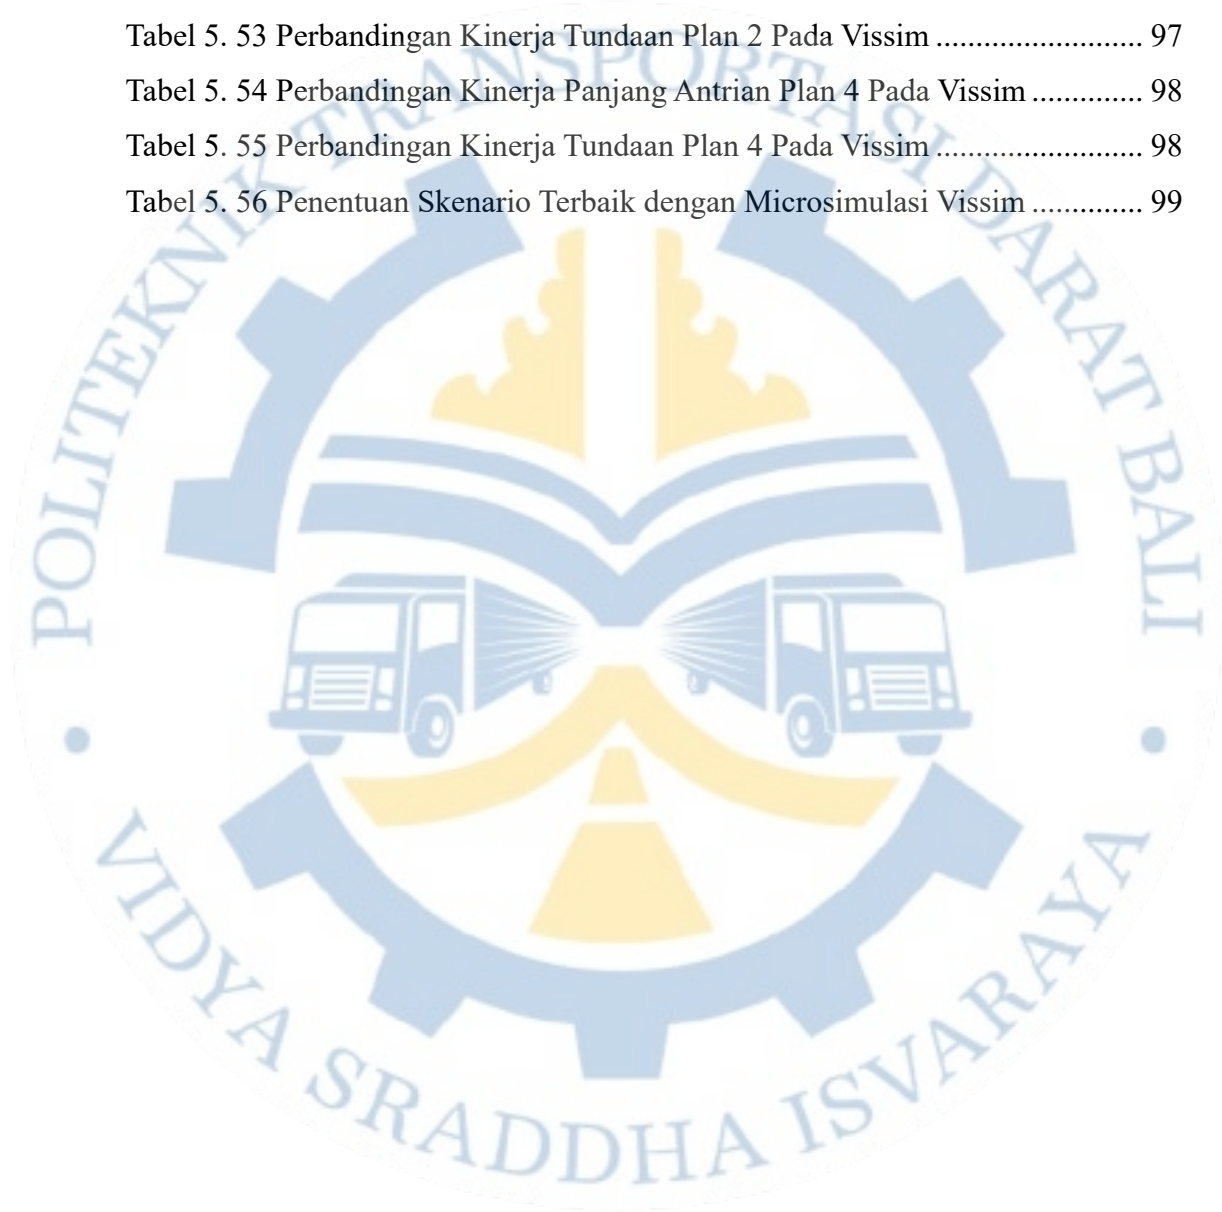 Tabel 5. 53 Perbandingan Kinerja Tundaan Plan 2 Pada Vissim ...................... 97
Tabel 5. 54 Perbandingan Kinerja Panjang Antrian Plan 4 Pada Vissim .............. 98
Tabel 5. 55 Perbandingan Kinerja Tundaan Plan 4 Pada Vissim ...................... 98
Tabel 5. 56 Penentuan Skenario Terbaik dengan Microsimulasi Vissim .............. 99
POLITEKNIK TRANSPORTASI DARAT BALI
VIDYA SRADDHA ISVARAYA